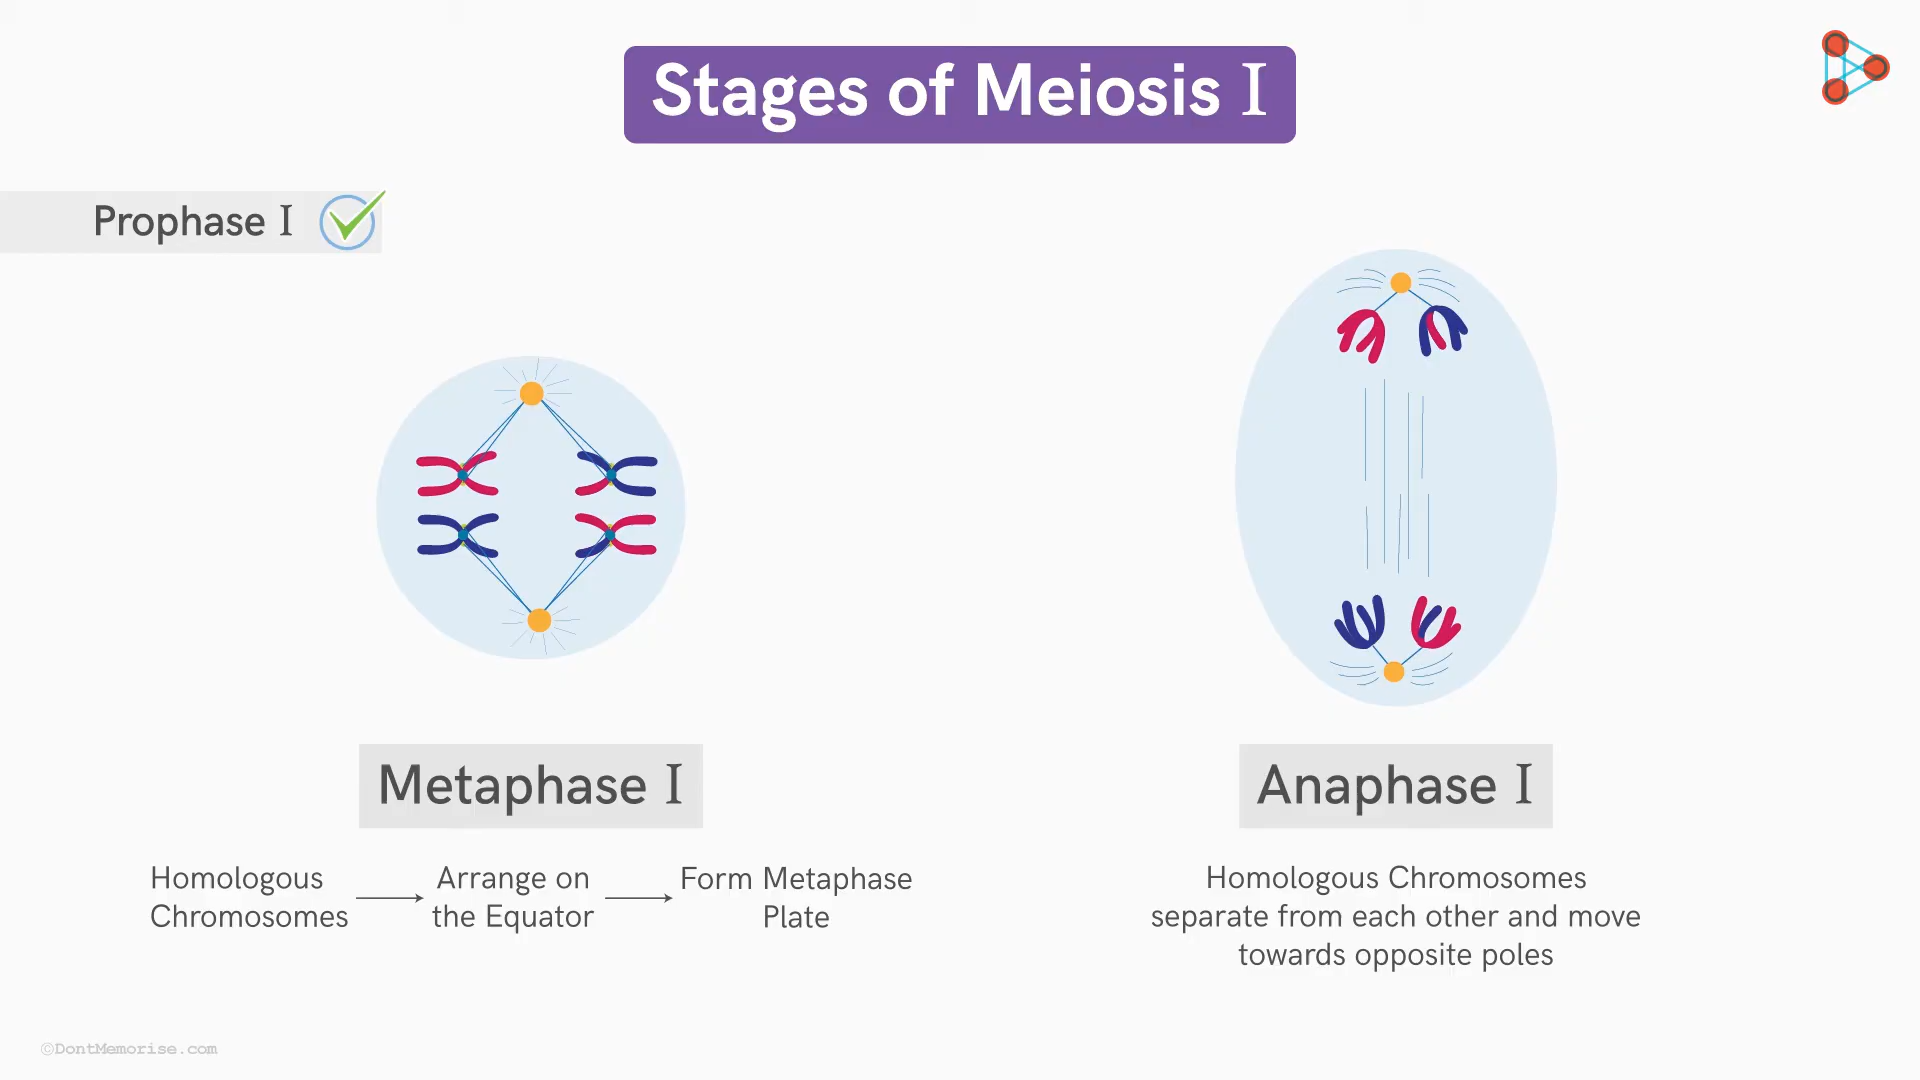 Stages of Meiosis I
Prophase I
Metaphase I
Anaphase I
Homologous
Chromosomes
Arrange on
the Equator
Form Metaphase
Plate
Homologous Chromosomes
separate from each other and move
towards opposite poles
©DontMemorise.com